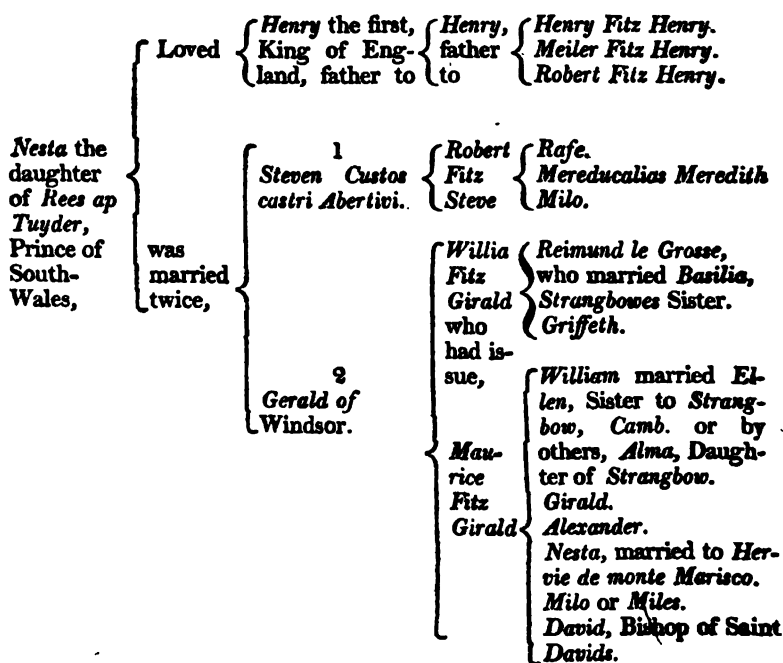 Nesta the
daughter
of Rees ap
Tuyder,
Prince of
South-
Wales,
Loved
Henry the first,
King of Eng-
land, father to
Henry,
father
to
Henry Fitz Henry.
Meiler Fitz Henry.
Robert Fitz Henry.
was
married
twice,
1
Steven Custos
castri Abertivi.
Robert
Fitz
Steve
Rafe.
Mereducalias Meredith
Milo.
2
Gerald of
Windsor.
Willia
Fitz
Girald
who
had is-
sue,
Reimund le Grosse,
who married Basilia,
Strangbowes Sister.
Griffeth.
Mau-
rice
Fitz
Girald
William married El-
len, Sister to Strang-
bow, Camb. or by
others, Alma, Daugh-
ter of Strangbow.
Girald.
Alexander.
Nesta, married to Her-
vie de monte Marisco.
Milo or Miles.
David, Bishop of Saint
Davids.